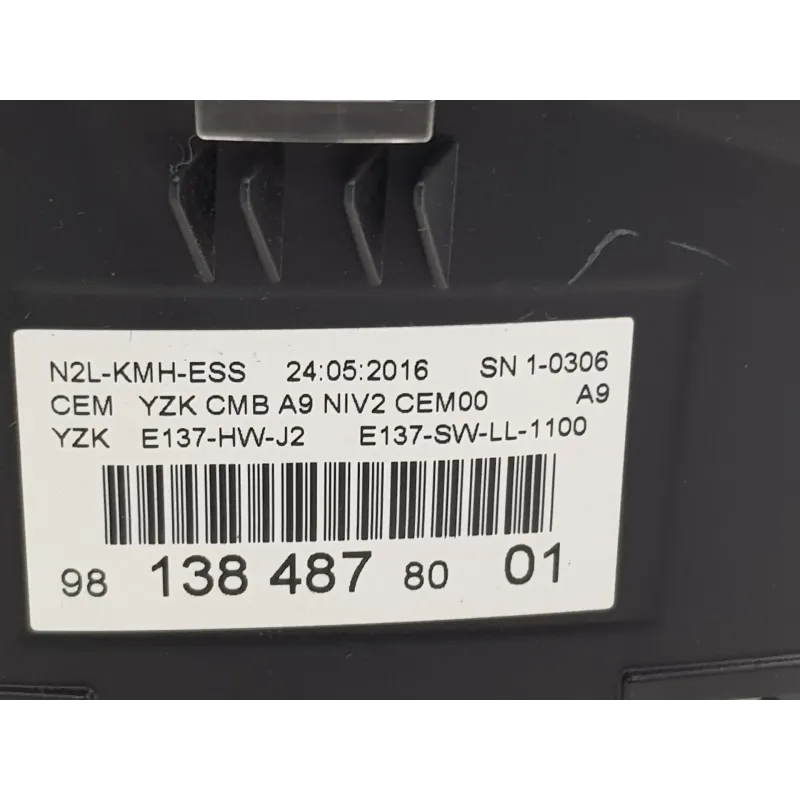 N2L-KMH-ESS 24:05:2016 SN 1-0306
CEM YZK CMB A9 NIV2 CEM00 A9
YZK E137-HW-J2 E137-SW-LL-1100
98 138 487 80 01